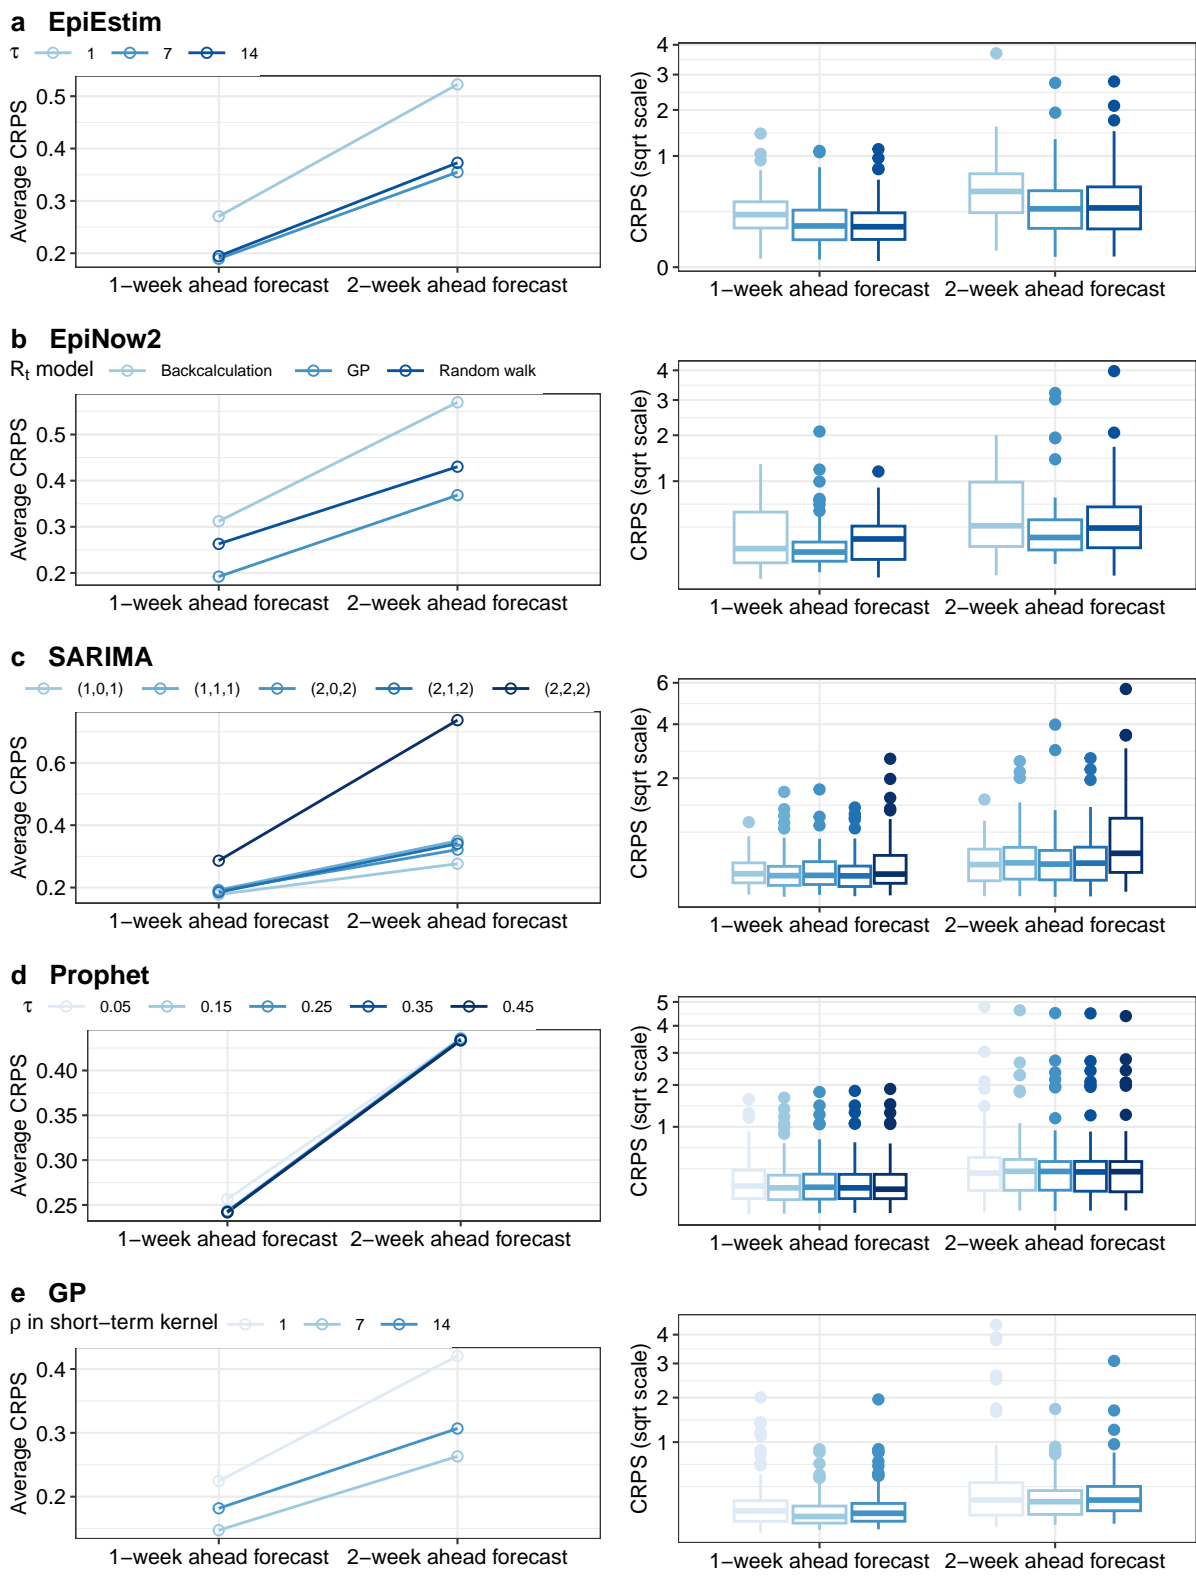 a EpiEstim
τ 1 7 14
Average CRPS
0.5
0.4
0.3
0.2
1−week ahead forecast 2−week ahead forecast
CRPS (sqrt scale)
4
3
2
1
0
1−week ahead forecast 2−week ahead forecast
b EpiNow2
Rt model Backcalculation GP Random walk
Average CRPS
0.5
0.4
0.3
0.2
1−week ahead forecast 2−week ahead forecast
CRPS (sqrt scale)
4
3
2
1
1−week ahead forecast 2−week ahead forecast
c SARIMA
(1,0,1) (1,1,1) (2,0,2) (2,1,2) (2,2,2)
Average CRPS
0.6
0.4
0.2
1−week ahead forecast 2−week ahead forecast
CRPS (sqrt scale)
6
4
2
1−week ahead forecast 2−week ahead forecast
d Prophet
τ 0.05 0.15 0.25 0.35 0.45
Average CRPS
0.40
0.35
0.30
0.25
1−week ahead forecast 2−week ahead forecast
CRPS (sqrt scale)
5
4
3
2
1
1−week ahead forecast 2−week ahead forecast
e GP
ρ in short−term kernel 1 7 14
Average CRPS
0.4
0.3
0.2
1−week ahead forecast 2−week ahead forecast
CRPS (sqrt scale)
4
3
2
1
1−week ahead forecast 2−week ahead forecast